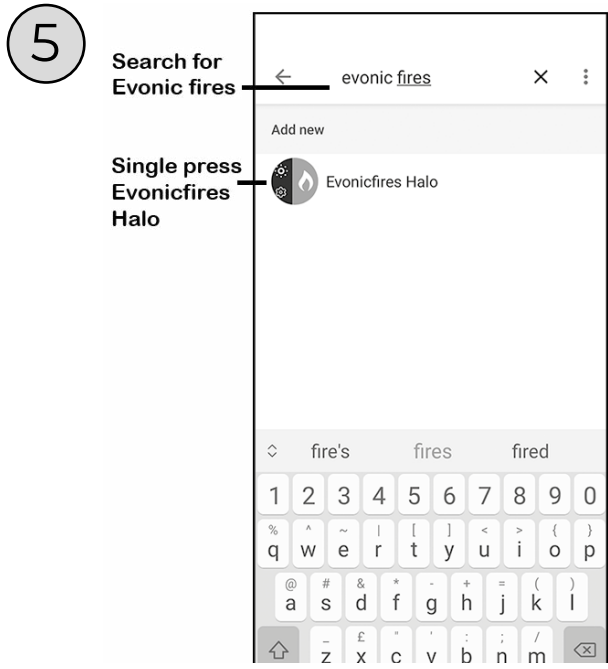 5
Search for
Evonic fires
evonic fires
Add new
Single press
Evonicfires
Halo
Evonicfires Halo
fire's fires fired
1 2 3 4 5 6 7 8 9 0
% ^ ~ | [ ] < > { }
q w e r t y u i o p
@ # & * - + = ( )
a s d f g h j k l
_ £ " ' : ; /
z x c v b n m